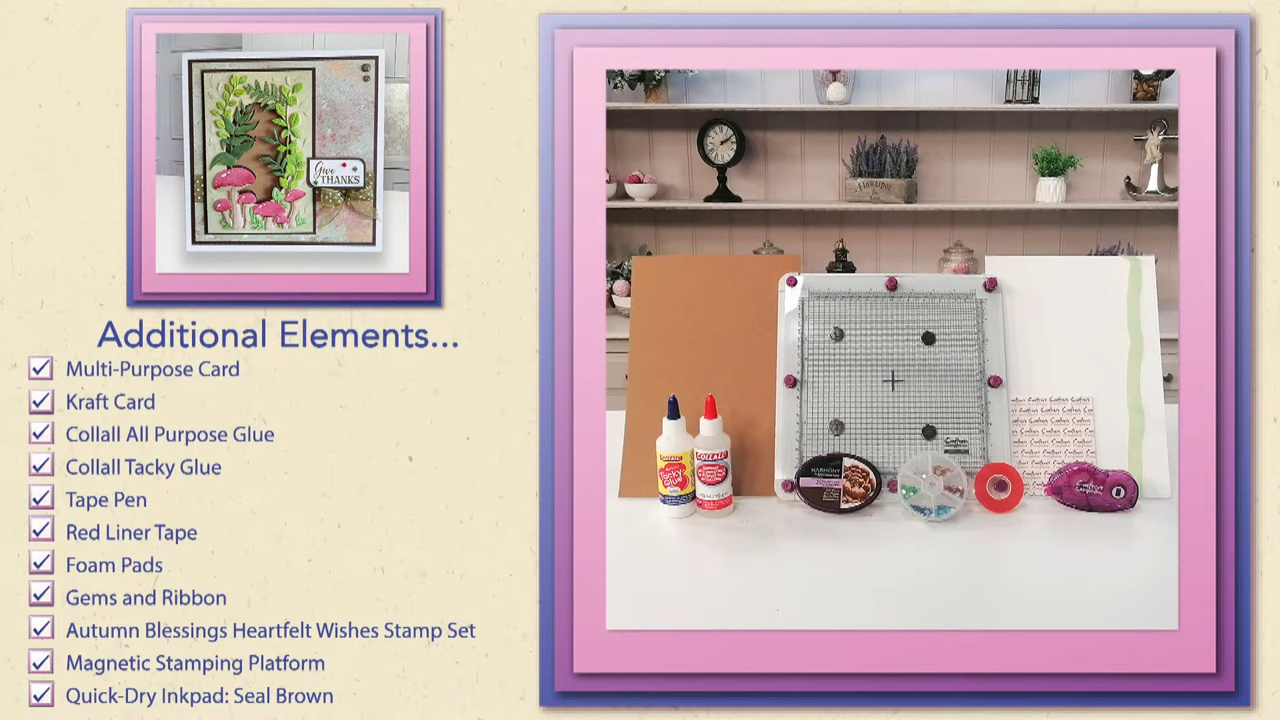 Give
THANKS
Additional Elements...
Multi-Purpose Card
Kraft Card
Collall All Purpose Glue
Collall Tacky Glue
Tape Pen
Red Liner Tape
Foam Pads
Gems and Ribbon
Autumn Blessings Heartfelt Wishes Stamp Set
Magnetic Stamping Platform
Quick-Dry Inkpad: Seal Brown
COLLALL
Tacky
Glue
COLLALL
HARMONY